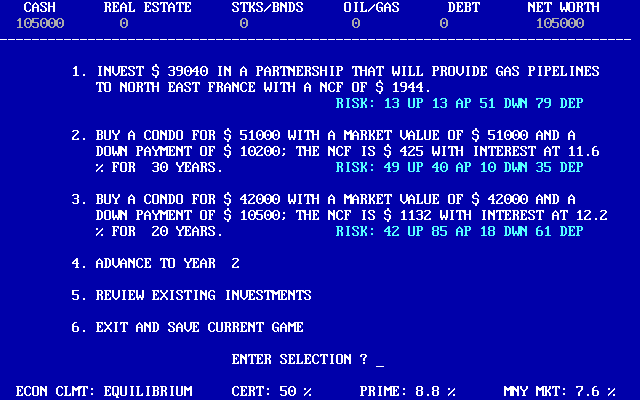 CASH REAL ESTATE STKS/BNDS OIL/GAS DEBT NET WORTH
105000 0 0 0 0 105000
1. INVEST $ 39040 IN A PARTNERSHIP THAT WILL PROVIDE GAS PIPELINES
TO NORTH EAST FRANCE WITH A NCF OF $ 1944.
RISK: 13 UP 13 AP 51 DWN 79 DEP
2. BUY A CONDO FOR $ 51000 WITH A MARKET VALUE OF $ 51000 AND A
DOWN PAYMENT OF $ 10200; THE NCF IS $ 425 WITH INTEREST AT 11.6
% FOR 30 YEARS. RISK: 49 UP 40 AP 10 DWN 35 DEP
3. BUY A CONDO FOR $ 42000 WITH A MARKET VALUE OF $ 42000 AND A
DOWN PAYMENT OF $ 10500; THE NCF IS $ 1132 WITH INTEREST AT 12.2
% FOR 20 YEARS. RISK: 42 UP 85 AP 18 DWN 61 DEP
4. ADVANCE TO YEAR 2
5. REVIEW EXISTING INVESTMENTS
6. EXIT AND SAVE CURRENT GAME
ENTER SELECTION ? _
ECON CLMT: EQUILIBRIUM CERT: 50 % PRIME: 8.8 % MNY MKT: 7.6 %